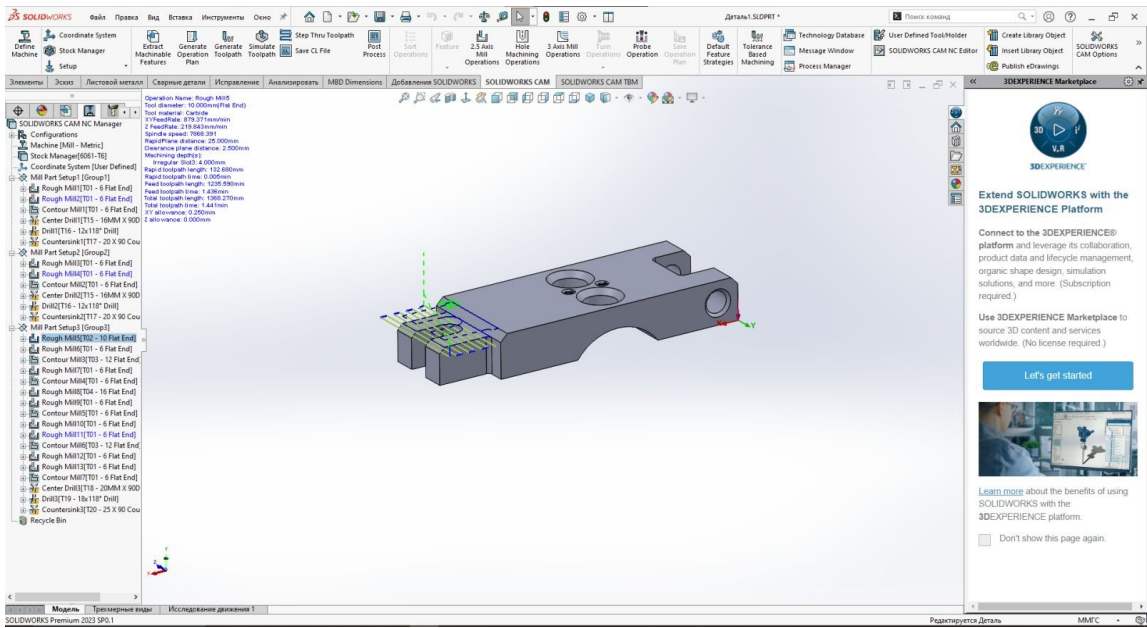 SOLIDWORKS Файл Правка Вид Вставка Инструменты Окно Деталь1.SLDPRT * Поиск команд
Define Machine
Coordinate System
Stock Manager
Setup
Extract Machinable Features
Generate Operation Plan
Generate Toolpath
Simulate Toolpath
Step Thru Toolpath
Save CL File
Post Process
Sort Operations
Feature
2.5 Axis Mill Operations
Hole Machining Operations
3 Axis Mill Operations
Turn Operations
Probe Operation
Save Operation Plan
Default Feature Strategies
Tolerance Based Machining
Technology Database
Message Window
Process Manager
User Defined Tool/Holder
SOLIDWORKS CAM NC Editor
Create Library Object
Insert Library Object
Publish eDrawings
SOLIDWORKS CAM Options
Элементы Эскиз Листовой металл Сварные детали Исправление Анализировать MBD Dimensions Добавления SOLIDWORKS SOLIDWORKS CAM SOLIDWORKS CAM TBM
SOLIDWORKS CAM NC Manager
Configurations
Machine [Mill - Metric]
Stock Manager[6061-T6]
Coordinate System [User Defined]
Mill Part Setup1 [Group1]
Rough Mill1[T01 - 6 Flat End]
Rough Mill2[T01 - 6 Flat End]
Contour Mill1[T01 - 6 Flat End]
Center Drill1[T15 - 16MM X 90D
Drill1[T16 - 12x118° Drill]
Countersink1[T17 - 20 X 90 Cou
Mill Part Setup2 [Group2]
Rough Mill3[T01 - 6 Flat End]
Rough Mill4[T01 - 6 Flat End]
Contour Mill2[T01 - 6 Flat End]
Center Drill2[T15 - 16MM X 90D
Drill2[T16 - 12x118° Drill]
Countersink2[T17 - 20 X 90 Cou
Mill Part Setup3 [Group3]
Rough Mill5[T02 - 10 Flat End]
Rough Mill6[T01 - 6 Flat End]
Contour Mill3[T03 - 12 Flat End
Rough Mill7[T01 - 6 Flat End]
Contour Mill4[T01 - 6 Flat End]
Rough Mill8[T04 - 16 Flat End]
Rough Mill9[T01 - 6 Flat End]
Contour Mill5[T01 - 6 Flat End]
Rough Mill10[T01 - 6 Flat End]
Rough Mill11[T01 - 6 Flat End]
Contour Mill6[T03 - 12 Flat End
Rough Mill12[T01 - 6 Flat End]
Rough Mill13[T01 - 6 Flat End]
Contour Mill7[T01 - 6 Flat End]
Center Drill3[T18 - 20MM X 90D
Drill3[T19 - 18x118° Drill]
Countersink3[T20 - 25 X 90 Cou
Recycle Bin
Operation Name: Rough Mill5
Tool diameter: 10.000mm(Flat End)
Tool material: Carbide
XYFeedRate: 879.371mm/min
Z FeedRate: 219.843mm/min
Spindle speed: 7868.391
RapidPlane distance: 25.000mm
Clearance plane distance: 2.500mm
Machining depth(s):
Irregular Slot3: 4.000mm
Rapid toolpath length: 132.680mm
Rapid toolpath time: 0.005min
Feed toolpath length: 1235.590mm
Feed toolpath time: 1.436min
Total toolpath length: 1368.270mm
Total toolpath time: 1.441min
XY allowance: 0.250mm
Z allowance: 0.000mm
3DEXPERIENCE Marketplace
3D
V.R
3DEXPERIENCE
Extend SOLIDWORKS with the
3DEXPERIENCE Platform
Connect to the 3DEXPERIENCE®
platform and leverage its collaboration,
product data and lifecycle management,
organic shape design, simulation
solutions, and more. (Subscription
required.)
Use 3DEXPERIENCE Marketplace to
source 3D content and services
worldwide. (No license required.)
Let's get started
Learn more about the benefits of using
SOLIDWORKS with the
3DEXPERIENCE platform.
Don't show this page again.
Модель Трехмерные виды Исследование движения 1
SOLIDWORKS Premium 2023 SP0.1 Редактируется Деталь ММГС